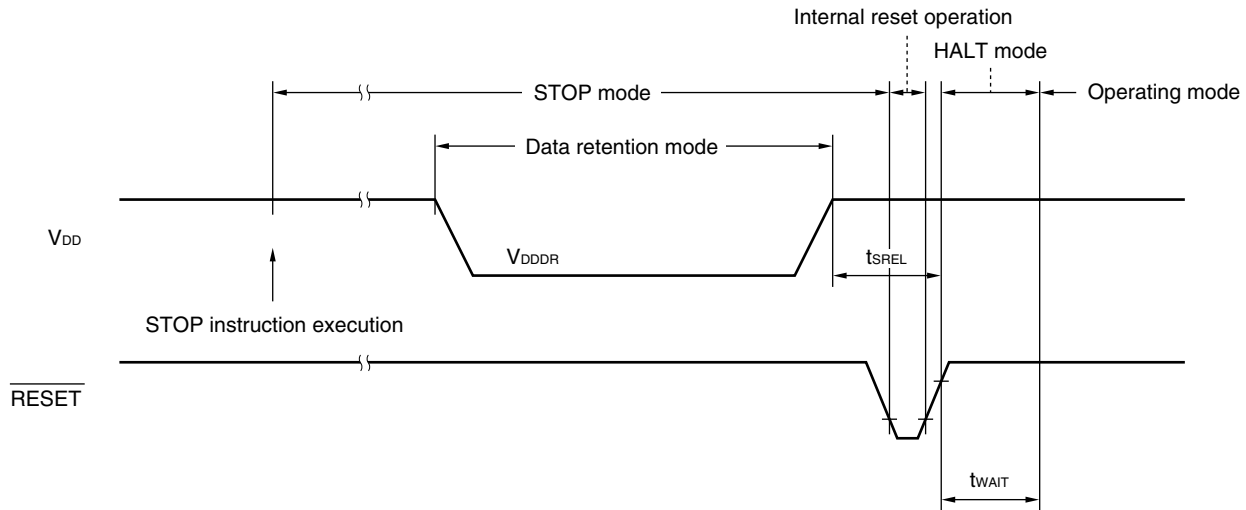 Internal reset operation
HALT mode
STOP mode
Operating mode
Data retention mode
VDD
VDDDR
tSREL
STOP instruction execution
RESET
tWAIT